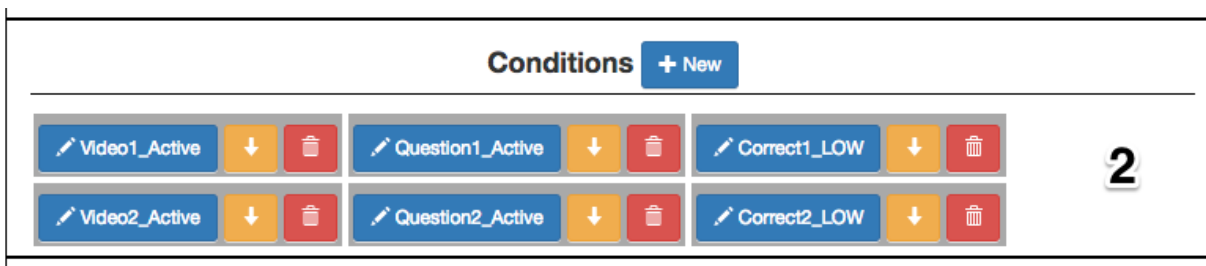 Conditions + New
Video1_Active Question1_Active Correct1_LOW
2
Video2_Active Question2_Active Correct2_LOW